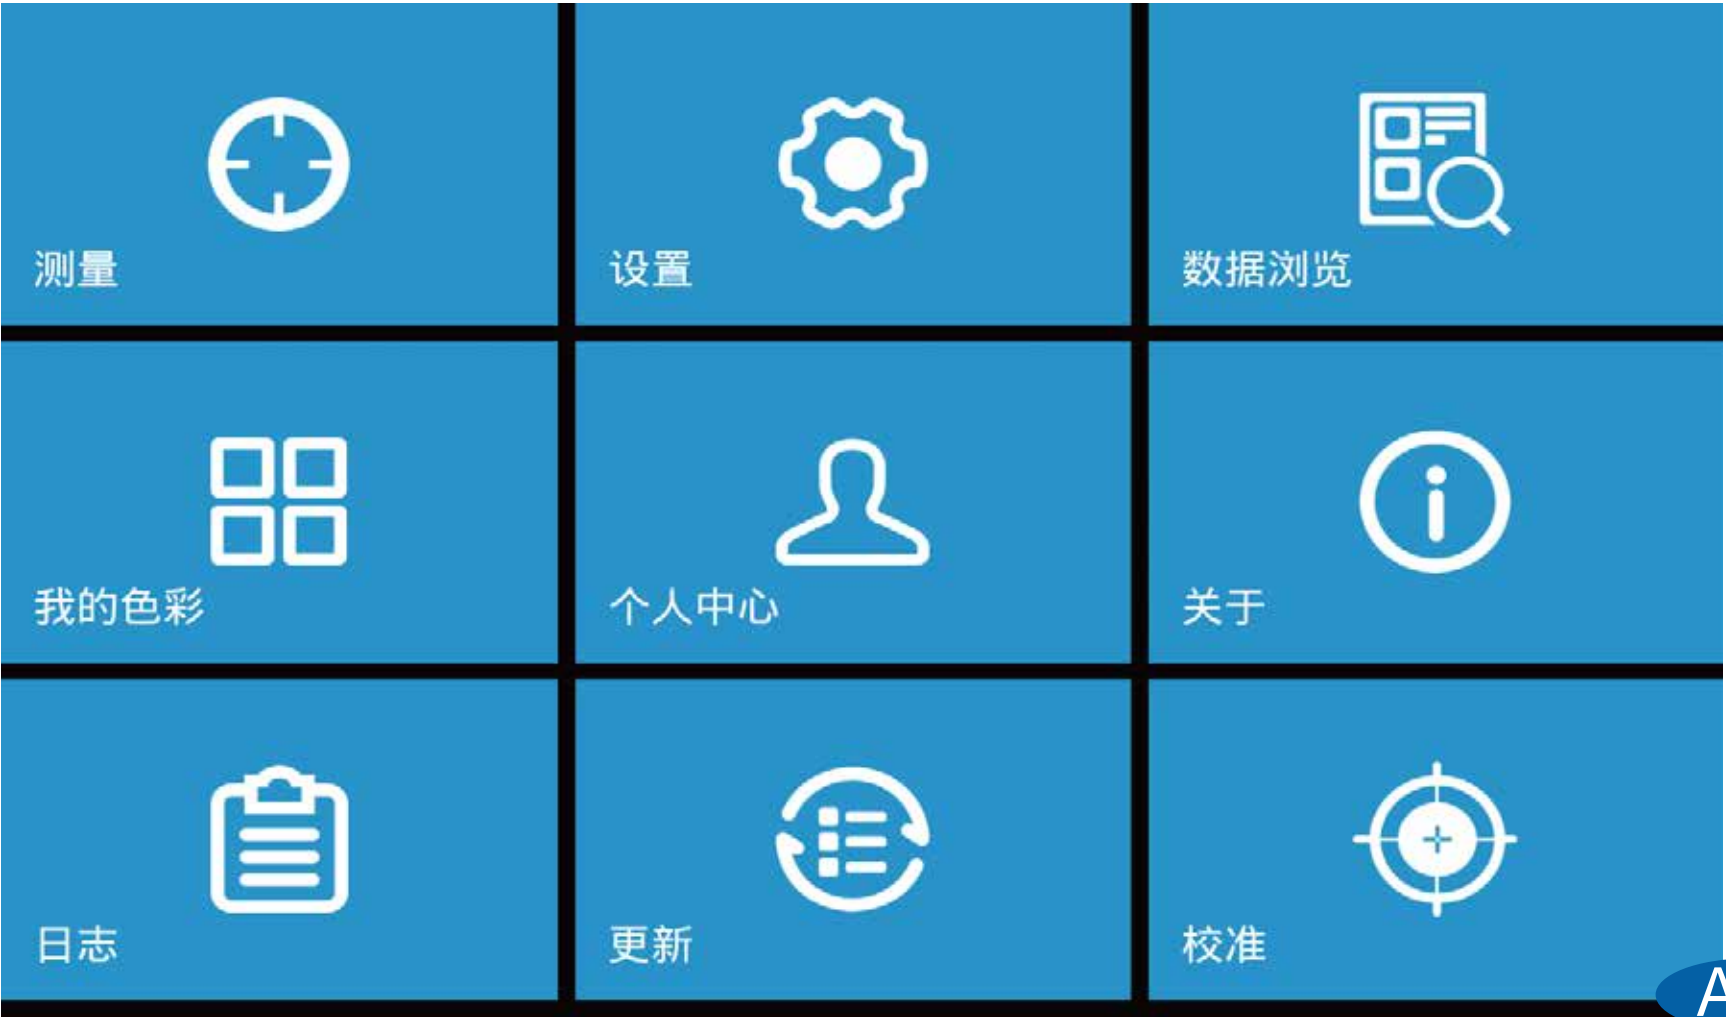 测量
设置
数据浏览
我的色彩
个人中心
关于
日志
更新
校准
A